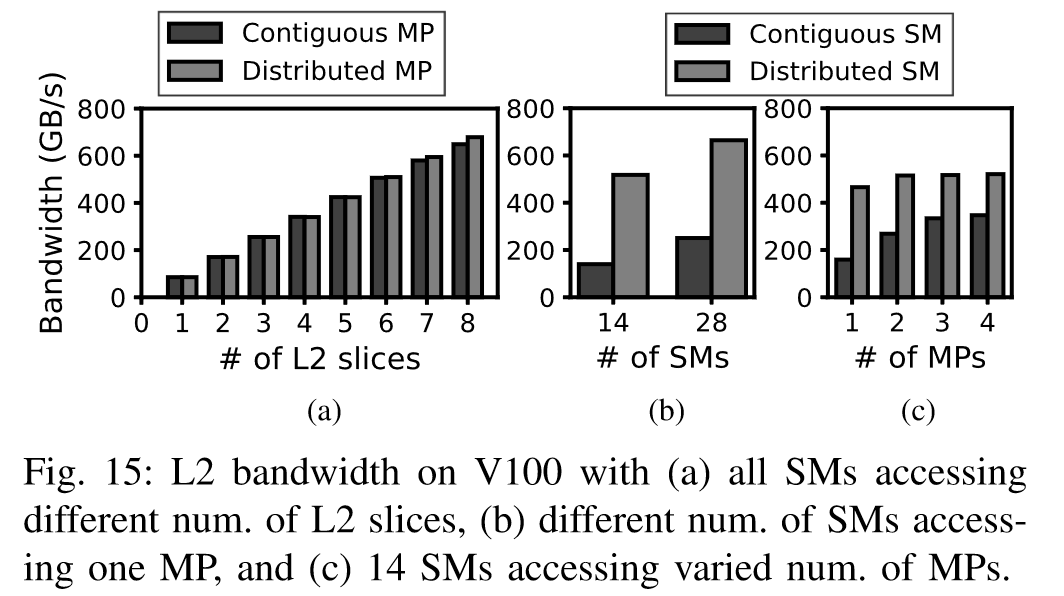 Contiguous MP
Distributed MP
Contiguous SM
Distributed SM
Bandwidth (GB/s)
800
600
400
200
0
0 1 2 3 4 5 6 7 8
# of L2 slices
(a)
800
600
400
200
0
14 28
# of SMs
(b)
800
600
400
200
0
1 2 3 4
# of MPs
(c)
Fig. 15: L2 bandwidth on V100 with (a) all SMs accessing
different num. of L2 slices, (b) different num. of SMs access-
ing one MP, and (c) 14 SMs accessing varied num. of MPs.